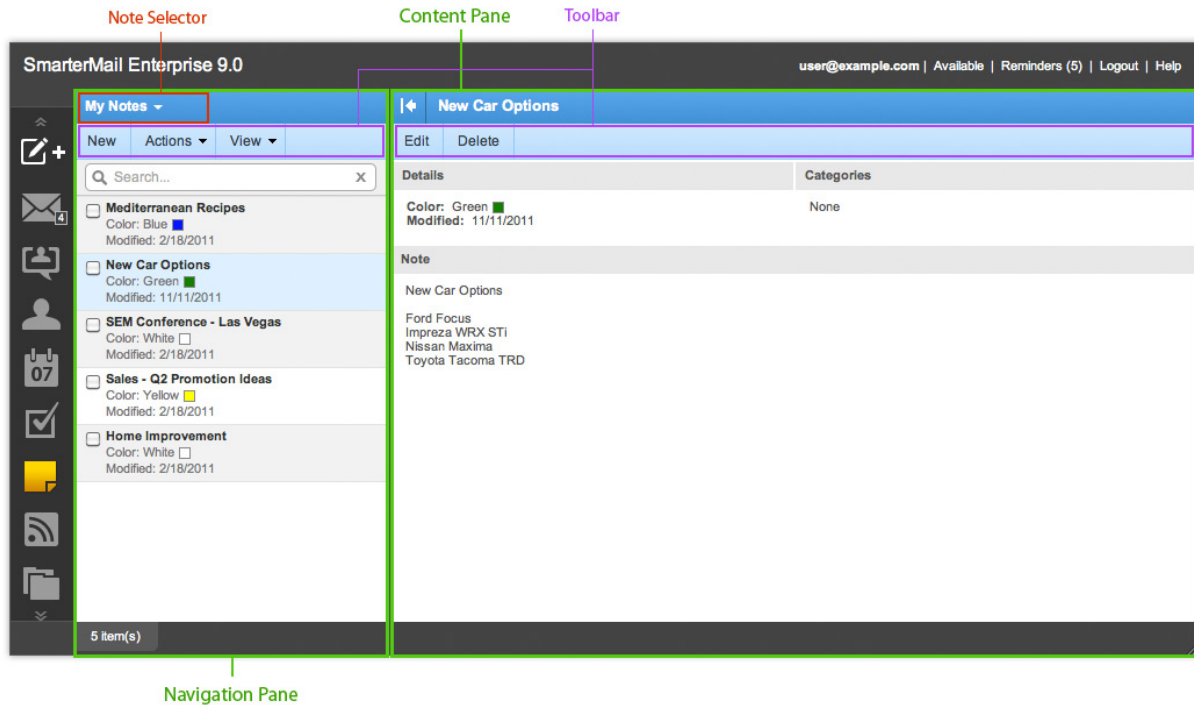 Note Selector
Content Pane
Toolbar
SmarterMail Enterprise 9.0
user@example.com | Available | Reminders (5) | Logout | Help
My Notes
New Car Options
New Actions View
Edit Delete
Search... X
Details
Categories
Mediterranean Recipes
Color: Blue
Modified: 2/18/2011
New Car Options
Color: Green
Modified: 11/11/2011
SEM Conference - Las Vegas
Color: White
Modified: 2/18/2011
Sales - Q2 Promotion Ideas
Color: Yellow
Modified: 2/18/2011
Home Improvement
Color: White
Modified: 2/18/2011
Color: Green
Modified: 11/11/2011
None
Note
New Car Options
Ford Focus
Impreza WRX STi
Nissan Maxima
Toyota Tacoma TRD
4
07
5 item(s)
Navigation Pane